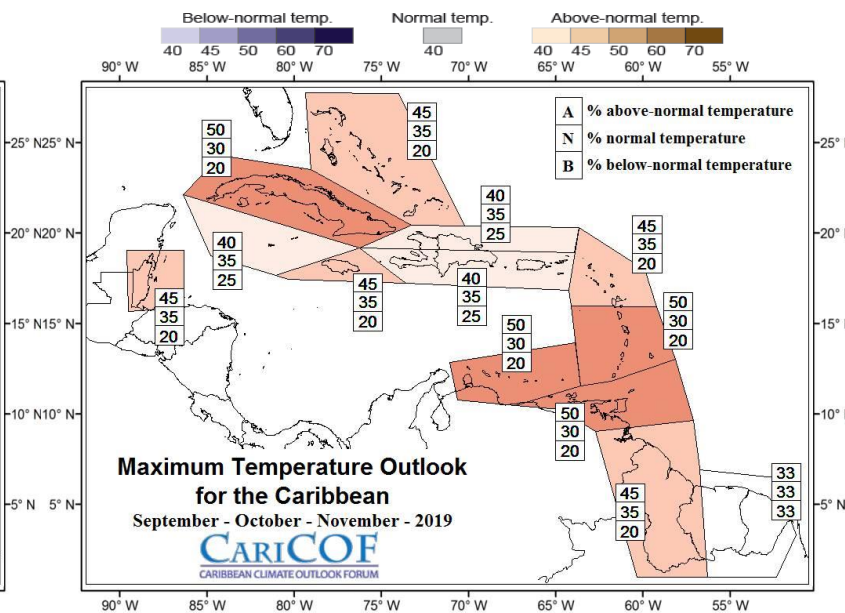 Below-normal temp. Normal temp. Above-normal temp.
40 45 50 60 70 40 40 45 50 60 70
90° W 85° W 80° W 75° W 70° W 65° W 60° W 55° W
A % above-normal temperature
N % normal temperature
B % below-normal temperature
25° N 25° N
20° N 20° N
15° N 15° N
10° N 10° N
5° N 5° N
45
35
20
50
30
20
40
35
25
45
35
20
40
35
25
45
35
20
40
35
25
45
35
20
50
30
20
50
30
20
50
30
20
45
35
20
33
33
33
Maximum Temperature Outlook
for the Caribbean
September - October - November - 2019
CARICOF
CARIBBEAN CLIMATE OUTLOOK FORUM
90° W 85° W 80° W 75° W 70° W 65° W 60° W 55° W